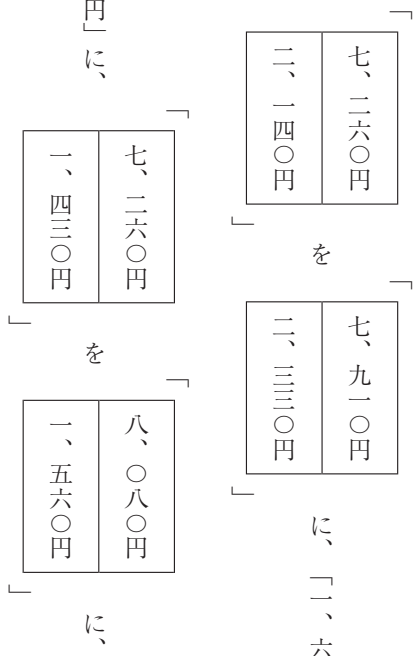 「
七、二六〇円
二、一四〇円
」を「
七、九一〇円
二、三三〇円
」に、「一、六
円」に、「
七、二六〇円
一、四三〇円
」を「
八、〇八〇円
一、五六〇円
」に、